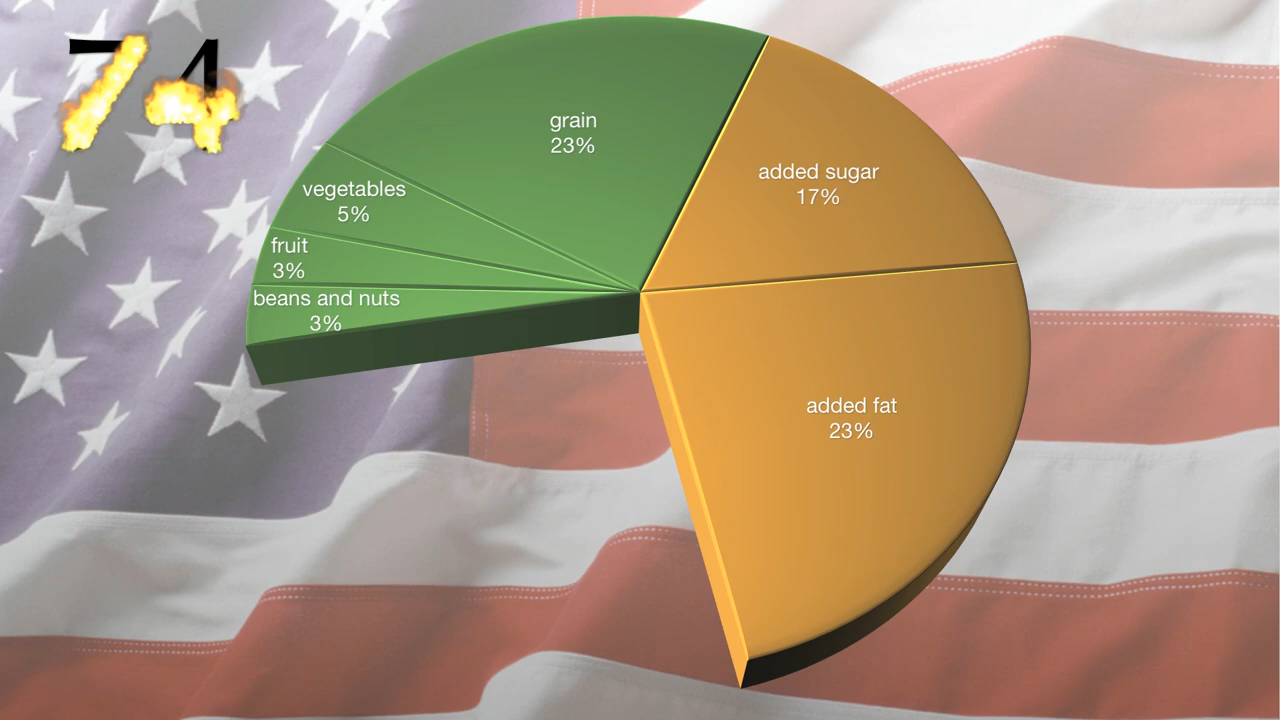 74
grain
23%
added sugar
17%
vegetables
5%
fruit
3%
beans and nuts
3%
added fat
23%